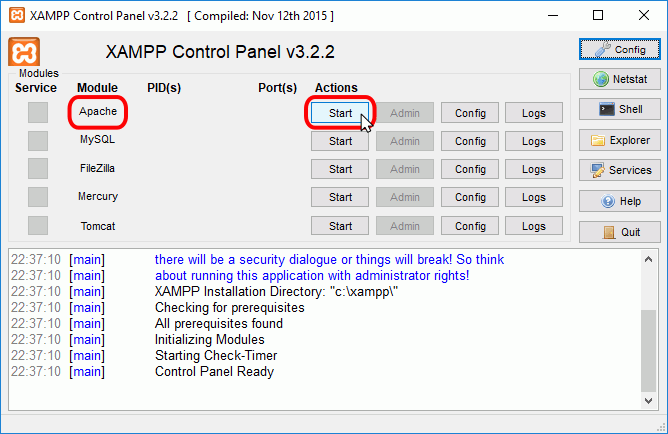 XAMPP Control Panel v3.2.2 [ Compiled: Nov 12th 2015 ]
XAMPP Control Panel v3.2.2
Config
Modules
Service Module PID(s) Port(s) Actions
Netstat
Apache Start Admin Config Logs
Shell
MySQL Start Admin Config Logs
Explorer
FileZilla Start Admin Config Logs
Services
Mercury Start Admin Config Logs
Help
Tomcat Start Admin Config Logs
Quit
22:37:10 [main] there will be a security dialogue or things will break! So think
22:37:10 [main] about running this application with administrator rights!
22:37:10 [main] XAMPP Installation Directory: "c:\xampp\"
22:37:10 [main] Checking for prerequisites
22:37:10 [main] All prerequisites found
22:37:10 [main] Initializing Modules
22:37:10 [main] Starting Check-Timer
22:37:10 [main] Control Panel Ready